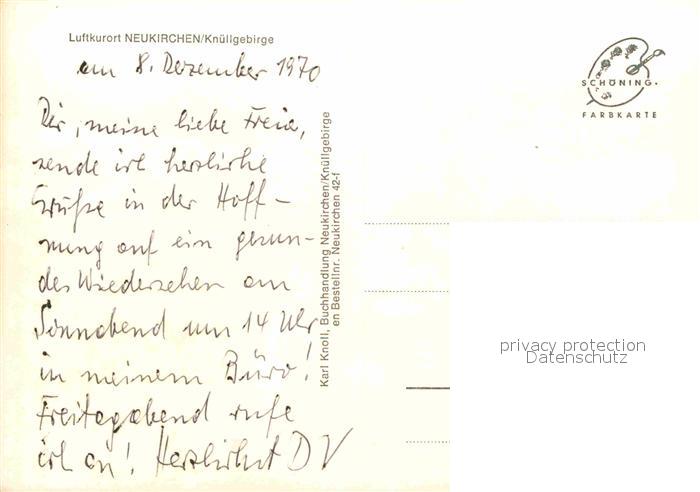 Luftkurort NEUKIRCHEN/Knüllgebirge
am 8. Dezember 1970
Dir, meine liebe Freia,
sende ich herzliche
Grüße in der Hoff-
nung auf ein gesun-
des Wiedersehen am
Sonnabend um 14 Uhr
in meinem Büro!
Freitagabend rufe
ich an! Herzlichst D V
Karl Knoll, Buchhandlung Neukirchen/Knüllgebirge
en Bestellnr. Neukirchen 42-f
SCHÖNING.
FARBKARTE
privacy protection
Datenschutz